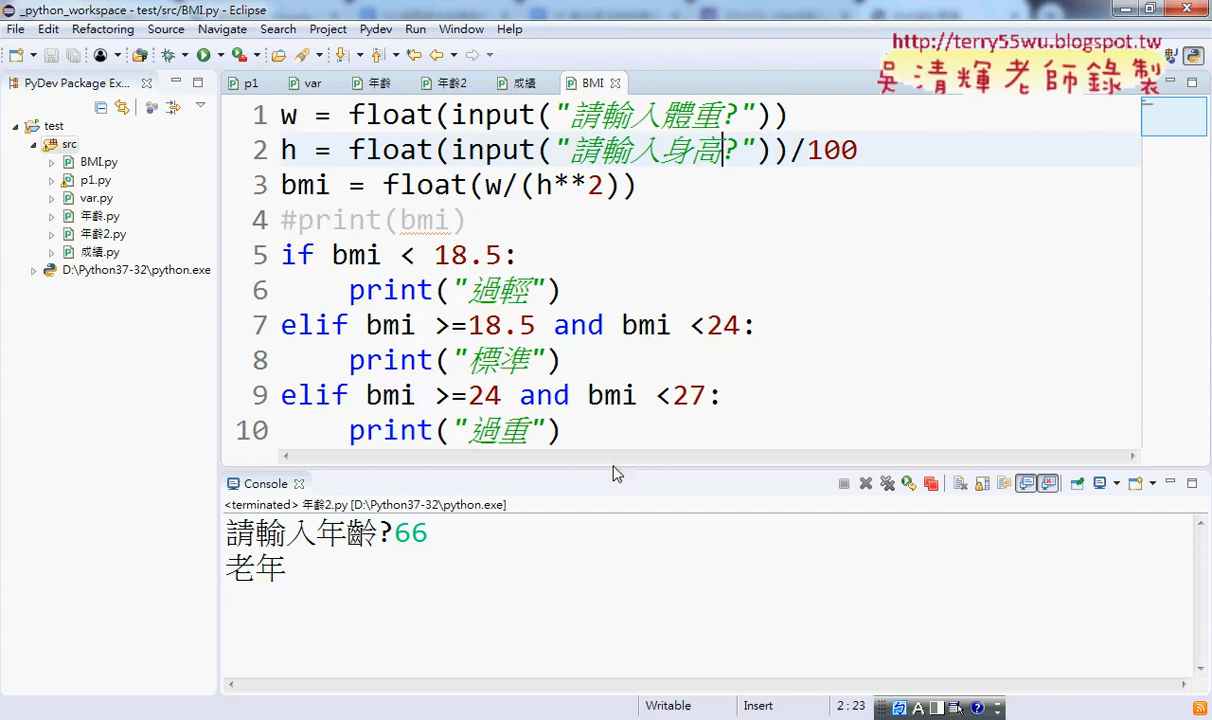 _python_workspace - test/src/BMI.py - Eclipse
File Edit Refactoring Source Navigate Search Project Pydev Run Window Help
http://terry55wu.blogspot.tw
吳清輝老師錄製
PyDev Package Ex...
p1 var 年齡 年齡2 成績 BMI
test
src
BMI.py
p1.py
var.py
年齡.py
年齡2.py
成績.py
D:\Python37-32\python.exe
1 w = float(input("請輸入體重?"))
2 h = float(input("請輸入身高?"))/100
3 bmi = float(w/(h**2))
4 #print(bmi)
5 if bmi < 18.5:
6 print("過輕")
7 elif bmi >=18.5 and bmi <24:
8 print("標準")
9 elif bmi >=24 and bmi <27:
10 print("過重")
Console
<terminated> 年齡2.py [D:\Python37-32\python.exe]
請輸入年齡?66
老年
Writable Insert 2 : 23